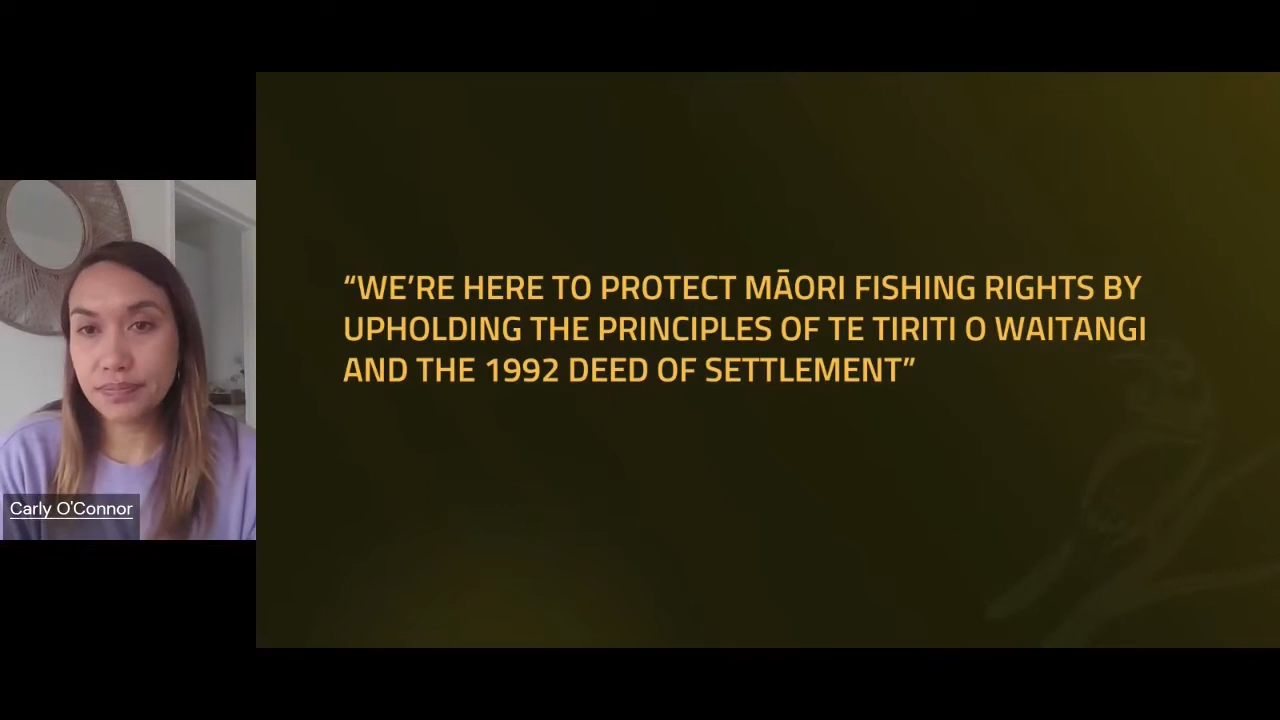 “WE’RE HERE TO PROTECT MĀORI FISHING RIGHTS BY
UPHOLDING THE PRINCIPLES OF TE TIRITI O WAITANGI
AND THE 1992 DEED OF SETTLEMENT”
Carly O'Connor